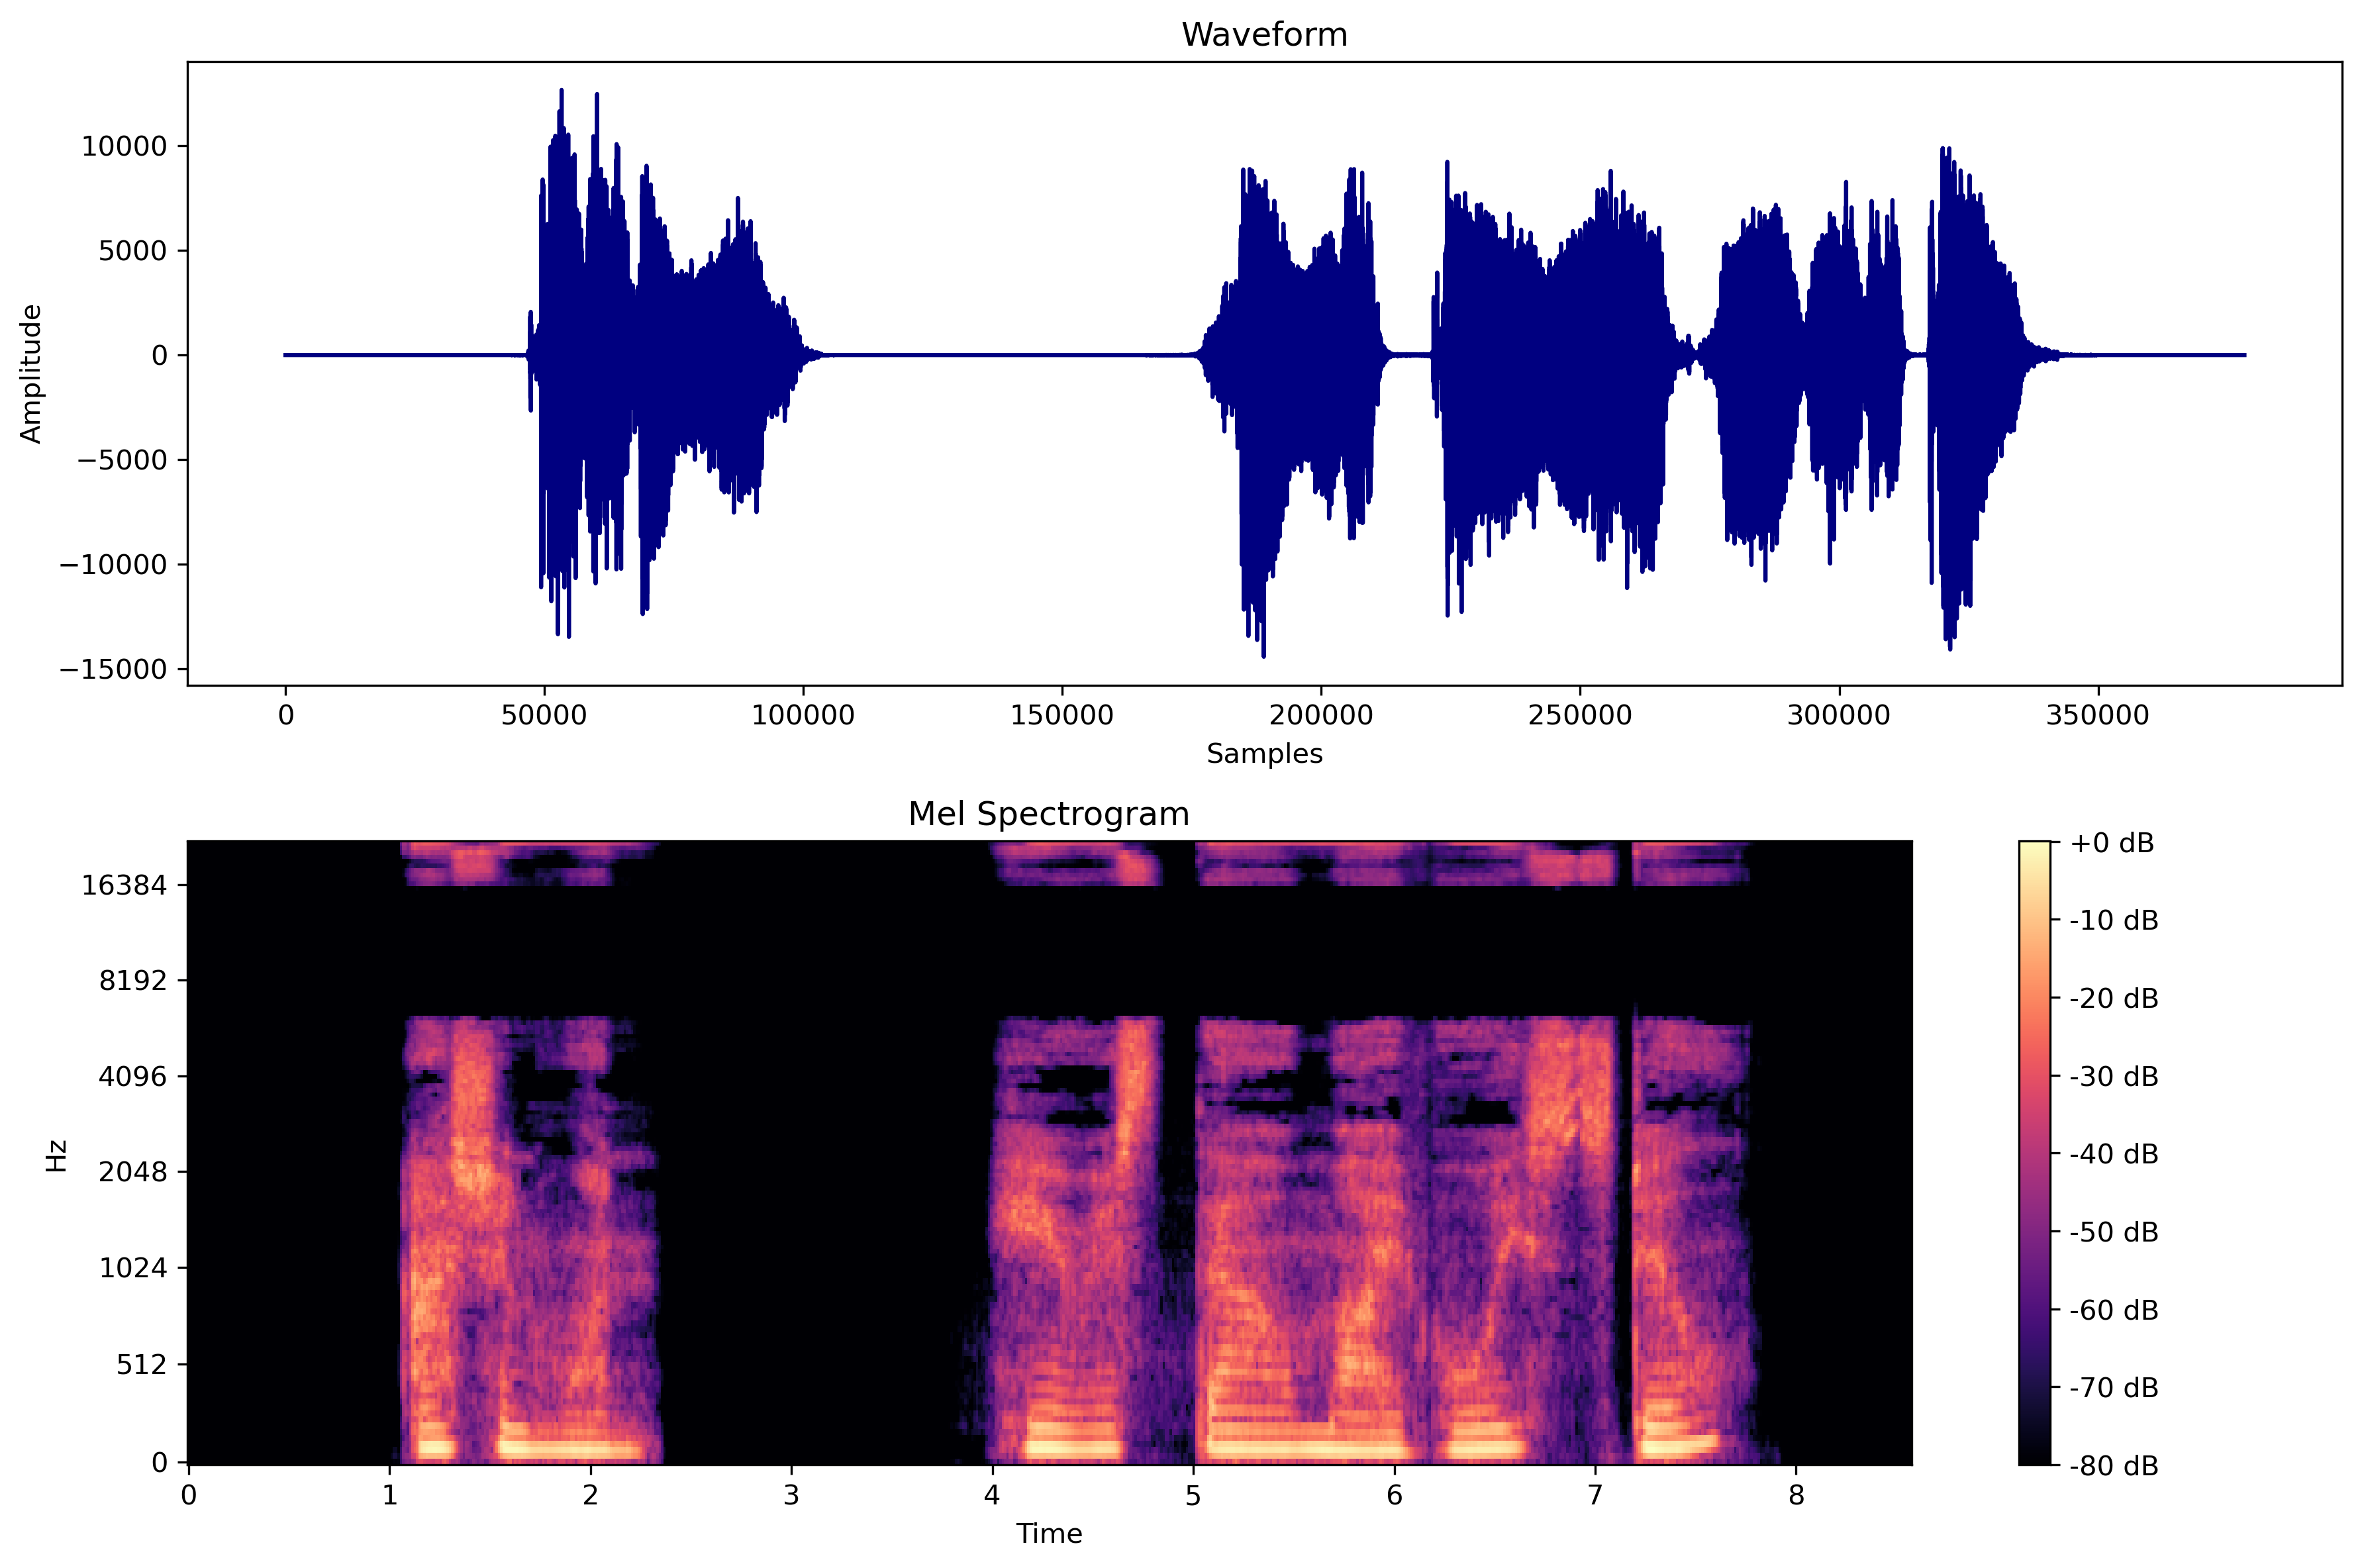 Waveform
10000
5000
0
−5000
−10000
−15000
Amplitude
0 50000 100000 150000 200000 250000 300000 350000
Samples
Mel Spectrogram
16384
8192
4096
2048
1024
512
0
Hz
0 1 2 3 4 5 6 7 8
Time
+0 dB
-10 dB
-20 dB
-30 dB
-40 dB
-50 dB
-60 dB
-70 dB
-80 dB